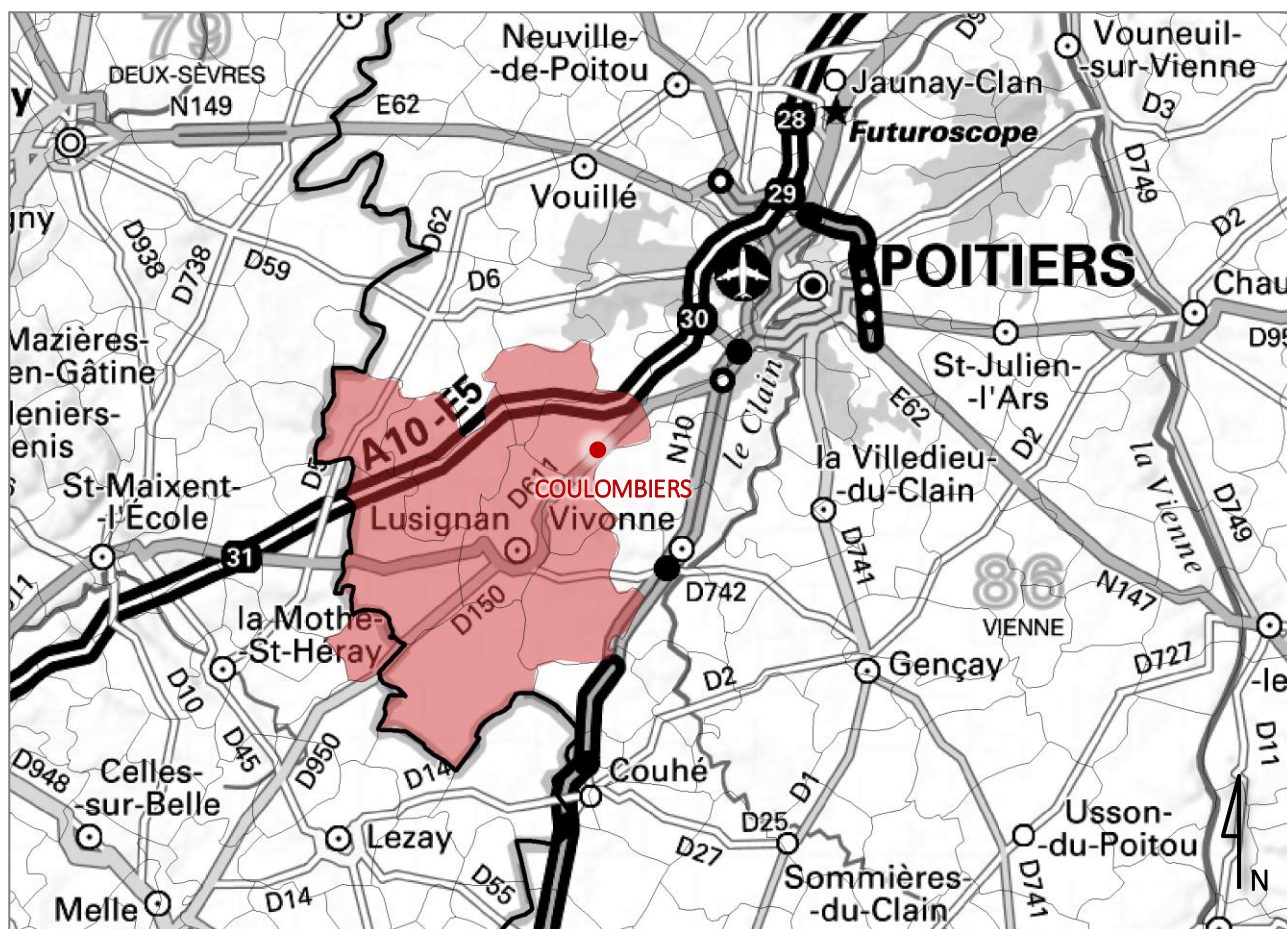 79
DEUX-SÈVRES
N149
E62
Neuville-
-de-Poitou
28
Jaunay-Clan
Futuroscope
Vouneuil-
-sur-Vienne
D3
D749
y
gny
Vouillé
29
D62
D938
D738
D59
D6
D2
POITIERS
Chau
30
D95
Mazières-
en-Gâtine
St-Julien-
-l'Ars
le Clain
E62
D2
A10-E5
N10
enis
St-Maixent-
-l'École
D611
COULOMBIERS
Lusignan
Vivonne
la Villedieu-
-du-Clain
la Vienne
D749
31
D741
86
VIENNE
N147
D742
D150
la Mothe-
-St-Héray
D10
D45
D950
D2
Gençay
D727
-le
D11
D948
Celles-
-sur-Belle
D14
Couhé
D1
D25
D27
Lezay
Usson-
-du-Poitou
D55
D14
Melle
Sommières-
-du-Clain
D741
N